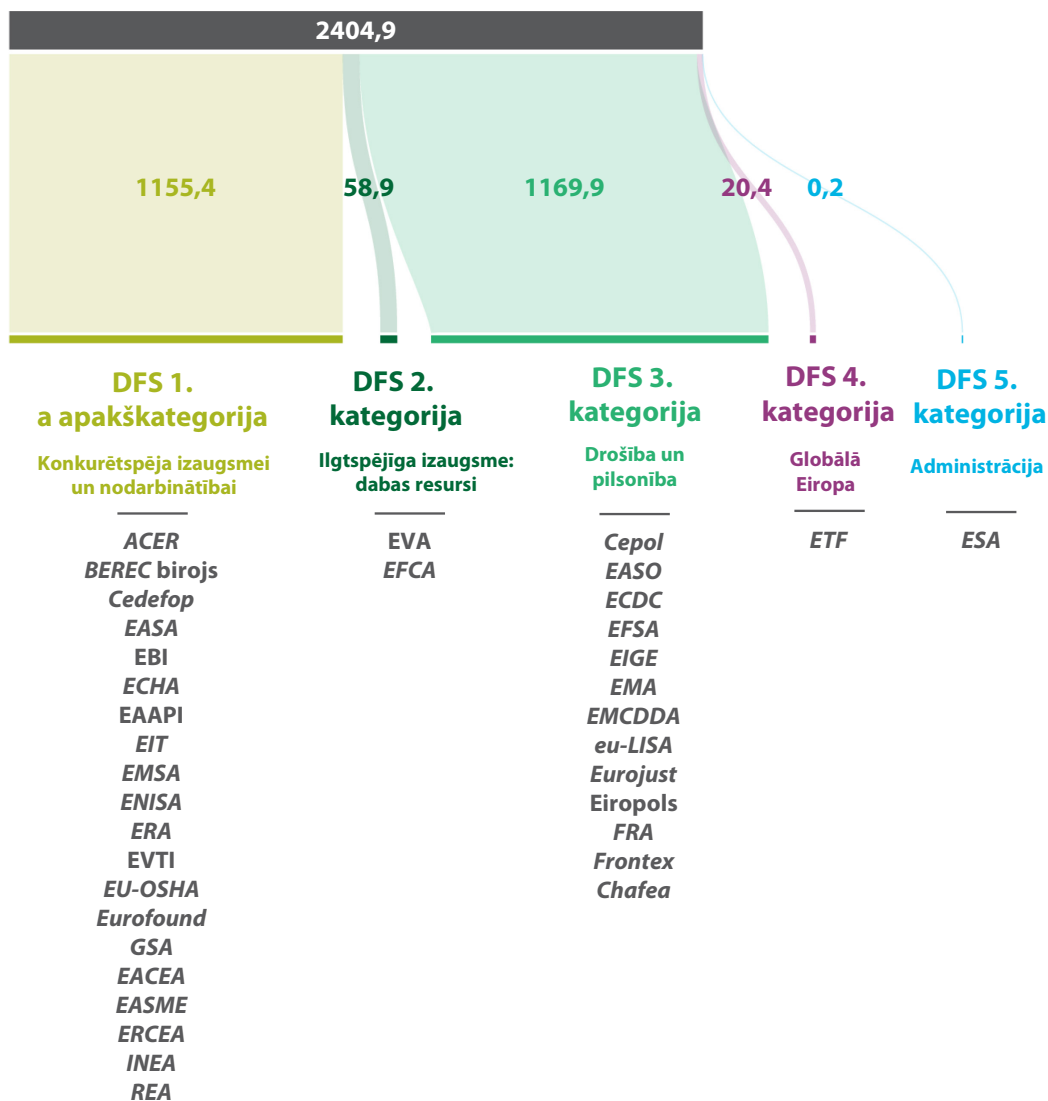 2404,9
1155,4
58,9
1169,9
20,4
0,2
DFS 1.
a apakškategorija
Konkurētspēja izaugsmei
un nodarbinātībai
ACER
BEREC birojs
Cedefop
EASA
EBI
ECHA
EAAPI
EIT
EMSA
ENISA
ERA
EVTI
EU-OSHA
Eurofound
GSA
EACEA
EASME
ERCEA
INEA
REA
DFS 2.
kategorija
Ilgtspējīga izaugsme:
dabas resursi
EVA
EFCA
DFS 3.
kategorija
Drošība un
pilsonība
Cepol
EASO
ECDC
EFSA
EIGE
EMA
EMCDDA
eu-LISA
Eurojust
Eiropols
FRA
Frontex
Chafea
DFS 4.
kategorija
Globālā
Eiropa
ETF
DFS 5.
kategorija
Administrācija
ESA